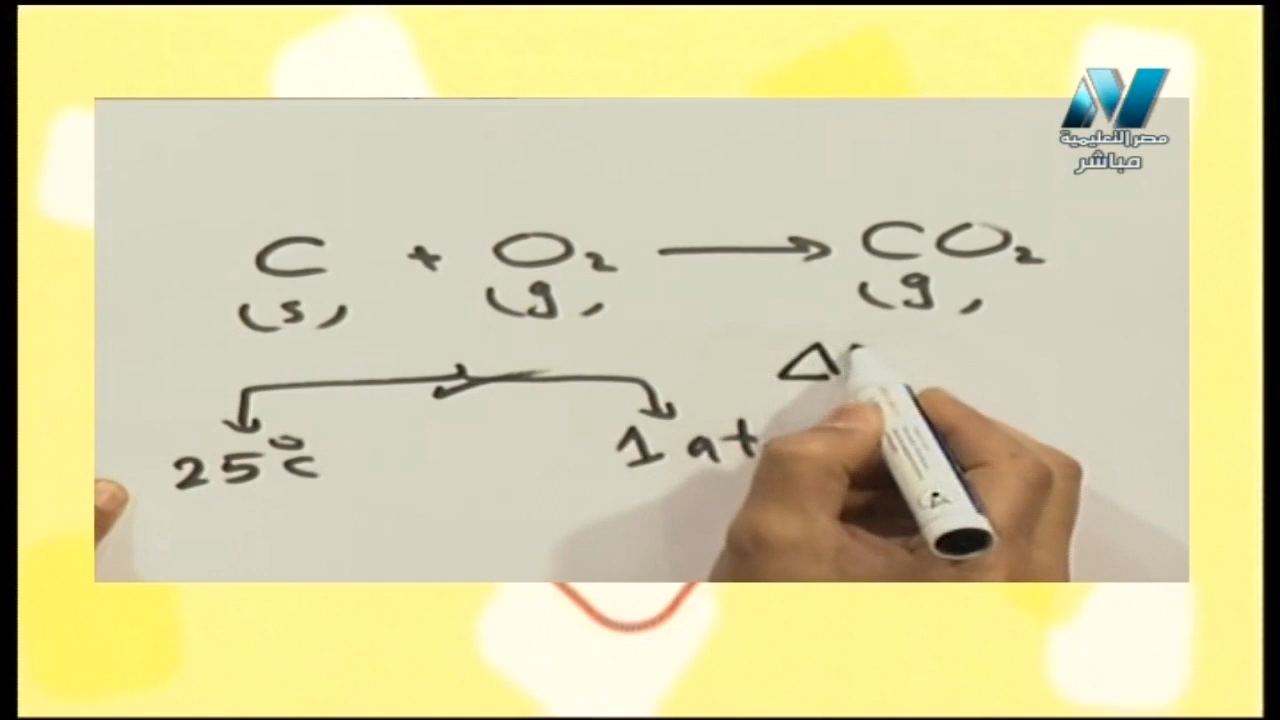 مصر التعليمية
مباشر
C + O₂ ⟶ CO₂
(s) (g) (g)
Δ
25°C 1 at